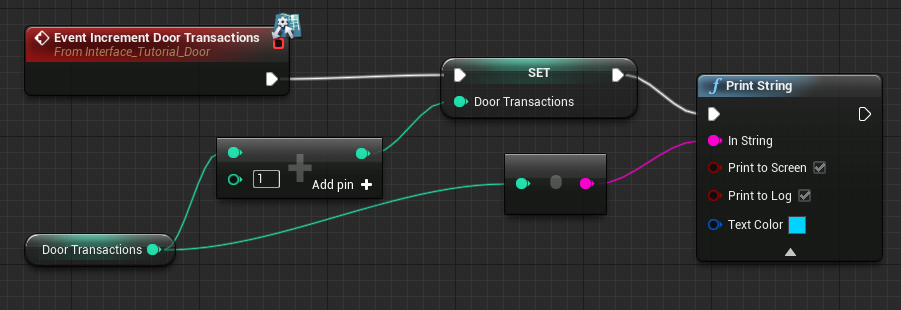 Event Increment Door Transactions
From Interface_Tutorial_Door
SET
Door Transactions
f Print String
In String
Print to Screen
Print to Log
Text Color
1
Add pin +
Door Transactions